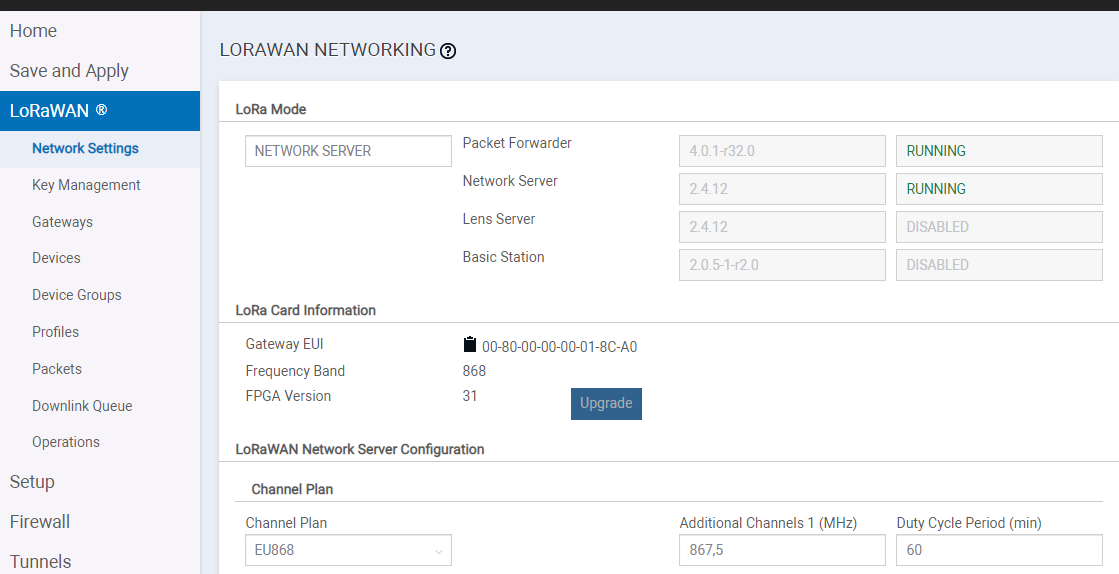 Home
Save and Apply
LoRaWAN ®
Network Settings
Key Management
Gateways
Devices
Device Groups
Profiles
Packets
Downlink Queue
Operations
Setup
Firewall
Tunnels
LORAWAN NETWORKING ?
LoRa Mode
NETWORK SERVER
Packet Forwarder 4.0.1-r32.0 RUNNING
Network Server 2.4.12 RUNNING
Lens Server 2.4.12 DISABLED
Basic Station 2.0.5-1-r2.0 DISABLED
LoRa Card Information
Gateway EUI 00-80-00-00-00-01-8C-A0
Frequency Band 868
FPGA Version 31 Upgrade
LoRaWAN Network Server Configuration
Channel Plan
Channel Plan Additional Channels 1 (MHz) Duty Cycle Period (min)
EU868 867,5 60